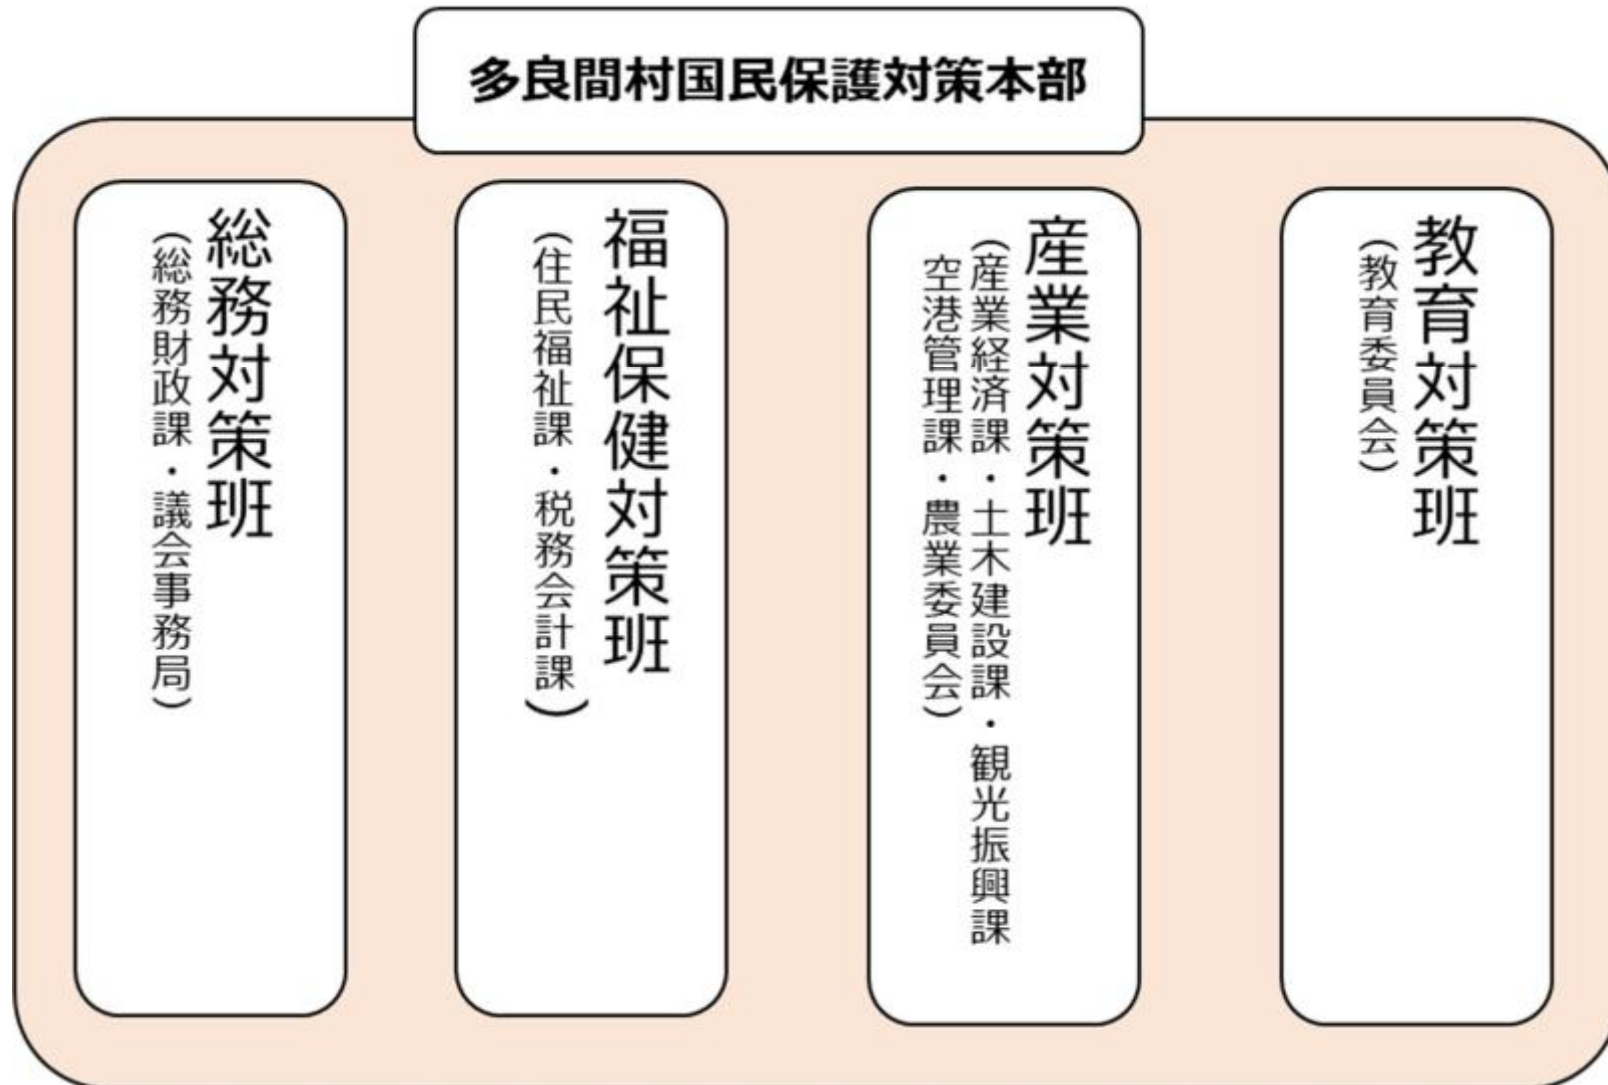 多良間村国民保護対策本部
総務対策班
（総務財政課・議会事務局）
福祉保健対策班
（住民福祉課・税務会計課）
産業対策班
（産業経済課・土木建設課・観光振興課
空港管理課・農業委員会）
教育対策班
（教育委員会）